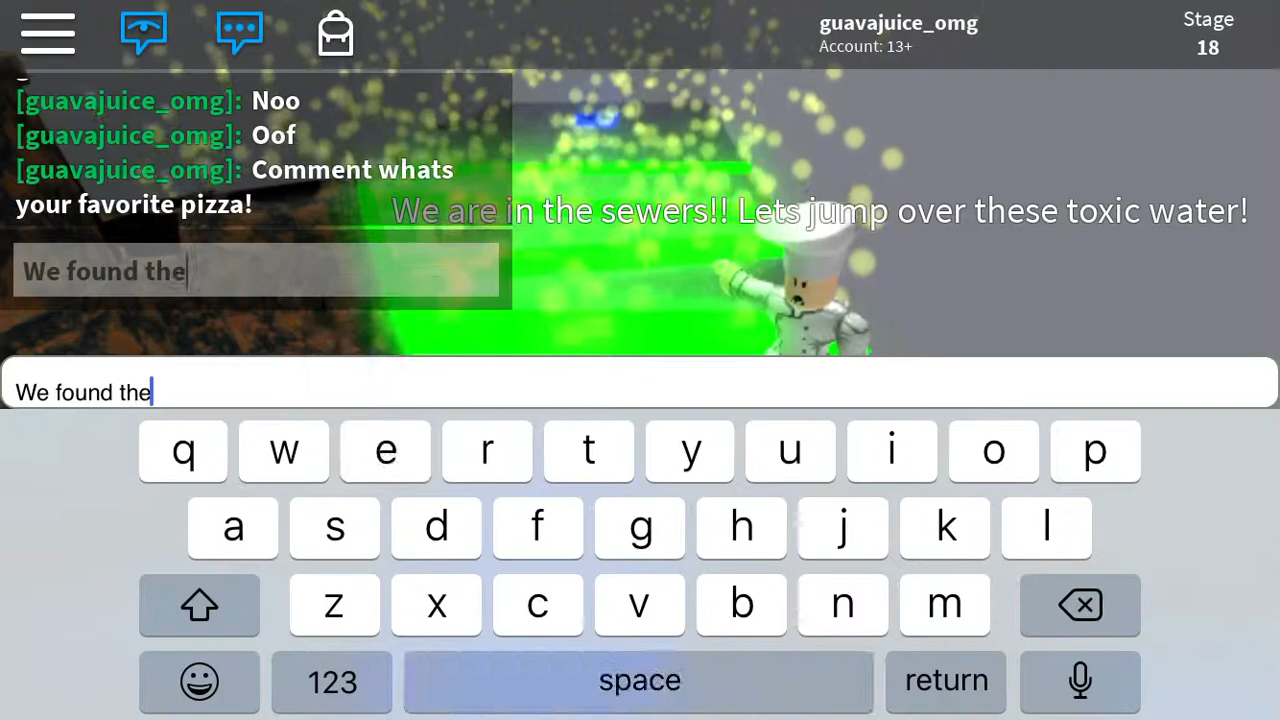 guavajuice_omg
Account: 13+
Stage
18
[guavajuice_omg]: Noo
[guavajuice_omg]: Oof
[guavajuice_omg]: Comment whats
your favorite pizza!
We are in the sewers!! Lets jump over these toxic water!
We found the
We found the
q w e r t y u i o p
a s d f g h j k l
z x c v b n m
123 space return